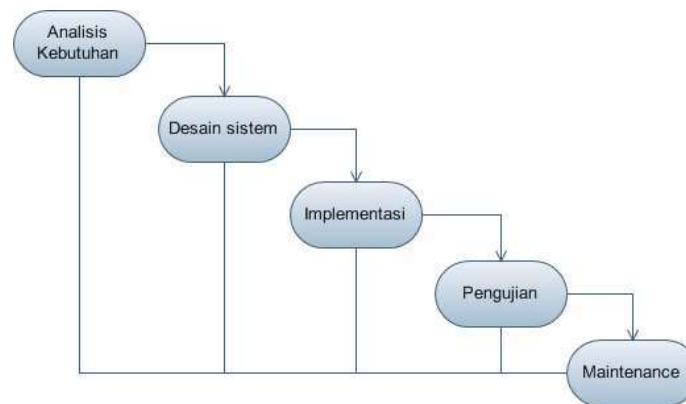 Analisis
Kebutuhan
Desain sistem
Implementasi
Pengujian
Maintenance